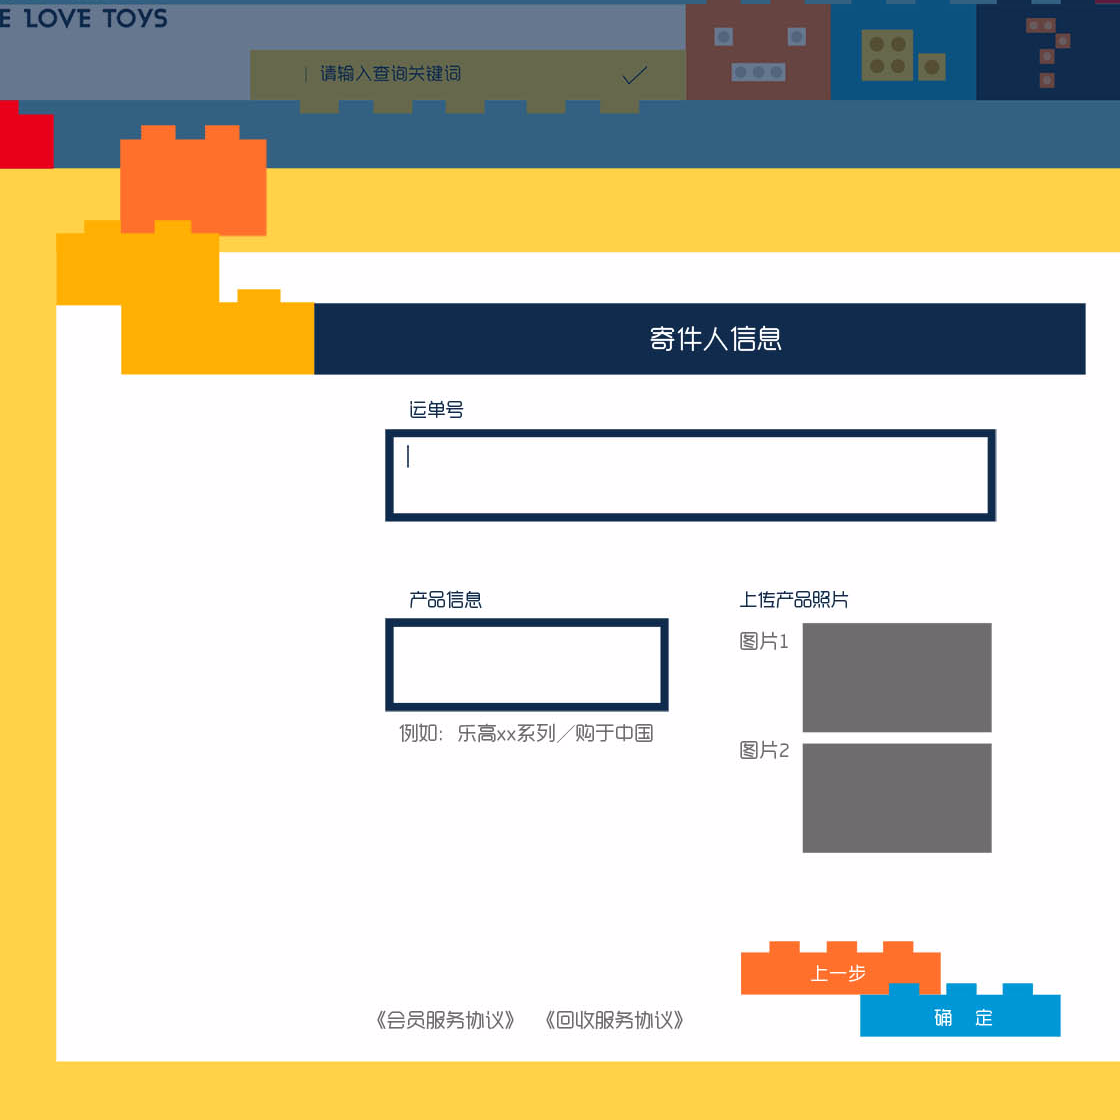 E LOVE TOYS
请输入查询关键词
寄件人信息
运单号
产品信息
上传产品照片
图片1
例如：乐高xx系列／购于中国
图片2
上一步
确 定
《会员服务协议》 《回收服务协议》